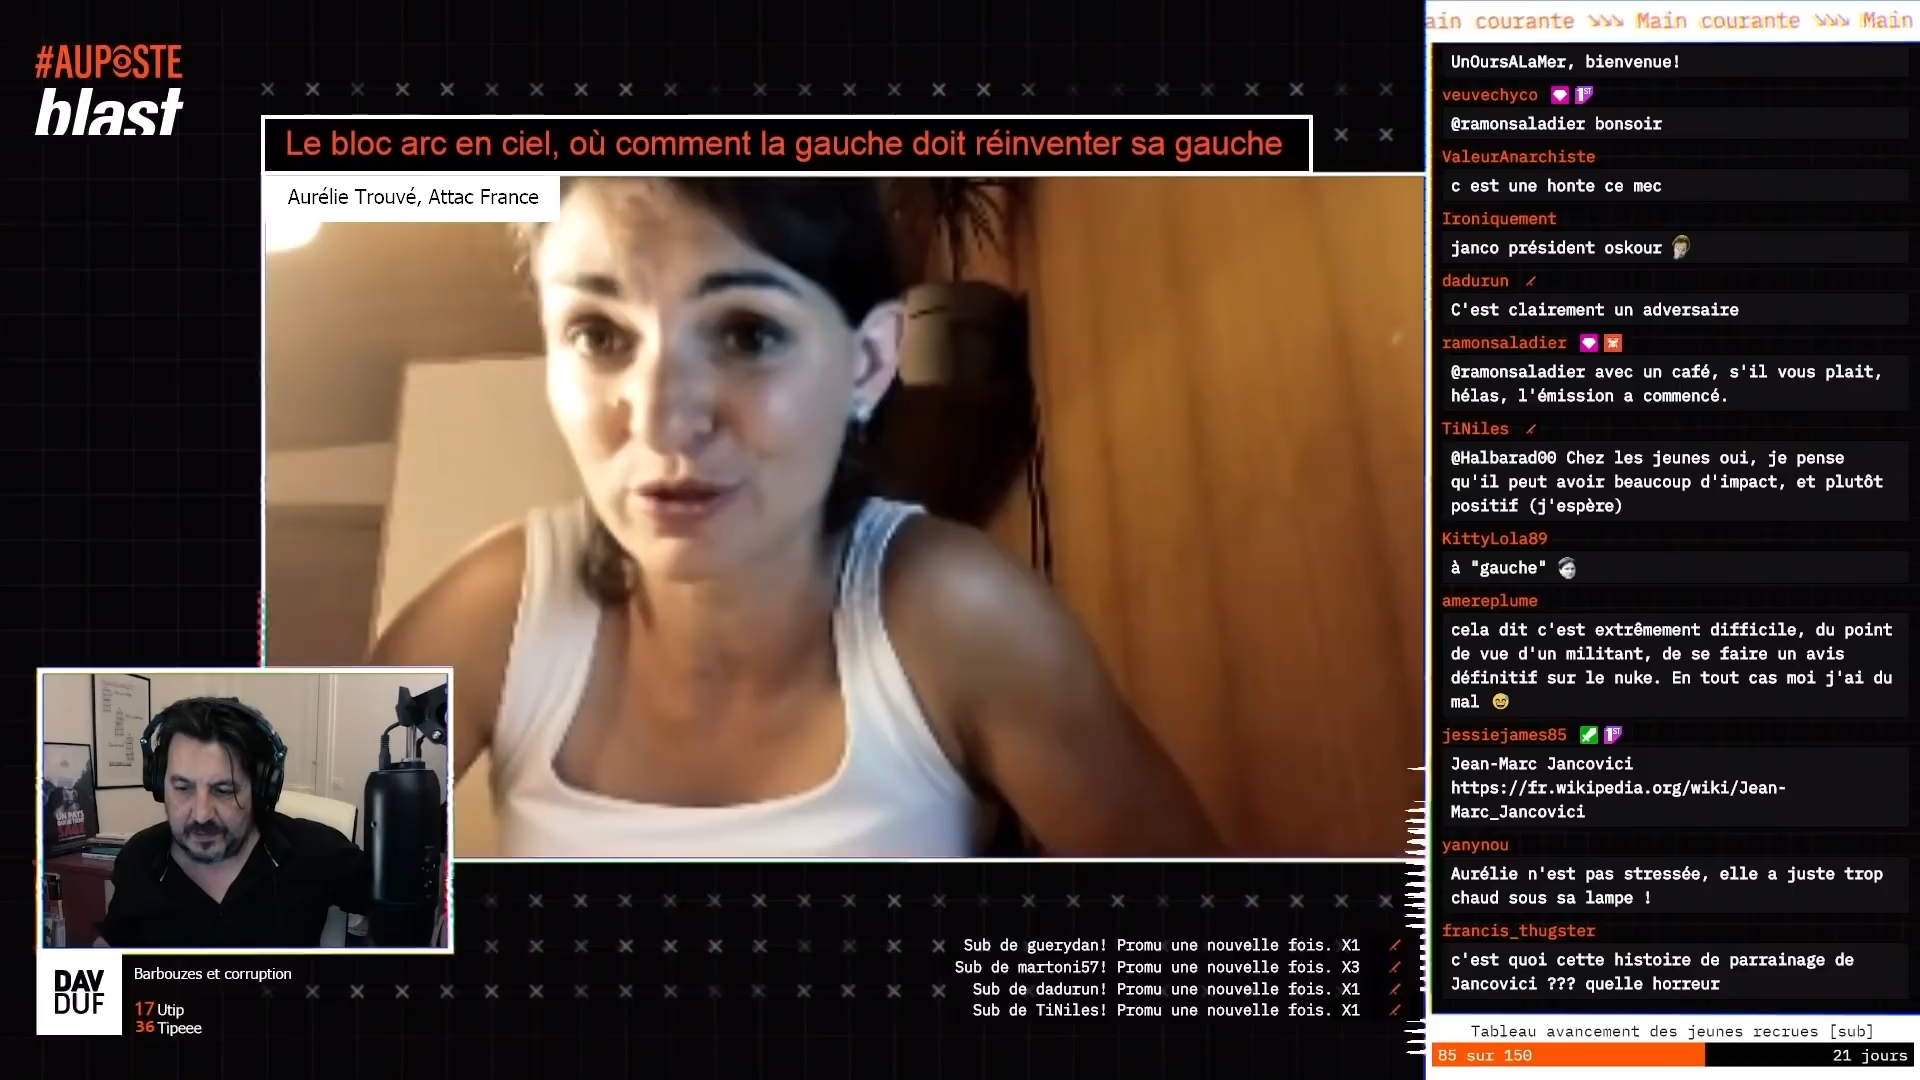 #AUPOSTE
blast
Le bloc arc en ciel, où comment la gauche doit réinventer sa gauche
Aurélie Trouvé, Attac France
UN PAYS
SAGE
DAV
DUF
Barbouzes et corruption
17 Utip
36 Tipeee
Sub de guerydan! Promu une nouvelle fois. X1
Sub de martoni57! Promu une nouvelle fois. X3
Sub de dadurun! Promu une nouvelle fois. X1
Sub de TiNiles! Promu une nouvelle fois. X1
ain courante ↘↘↘ Main courante ↘↘↘ Main
UnOursALaMer, bienvenue!
veuvechyco 1ST
@ramonsaladier bonsoir
ValeurAnarchiste
c est une honte ce mec
Ironiquement
janco président oskour
dadurun
C'est clairement un adversaire
ramonsaladier
@ramonsaladier avec un café, s'il vous plait,
hélas, l'émission a commencé.
TiNiles
@Halbarad00 Chez les jeunes oui, je pense
qu'il peut avoir beaucoup d'impact, et plutôt
positif (j'espère)
KittyLola89
à "gauche"
amereplume
cela dit c'est extrêmement difficile, du point
de vue d'un militant, de se faire un avis
définitif sur le nuke. En tout cas moi j'ai du
mal 😅
jessiejames85 1ST
Jean-Marc Jancovici
https://fr.wikipedia.org/wiki/Jean-
Marc_Jancovici
yanynou
Aurélie n'est pas stressée, elle a juste trop
chaud sous sa lampe !
francis_thugster
c'est quoi cette histoire de parrainage de
Jancovici ??? quelle horreur
Tableau avancement des jeunes recrues [sub]
85 sur 150 21 jours